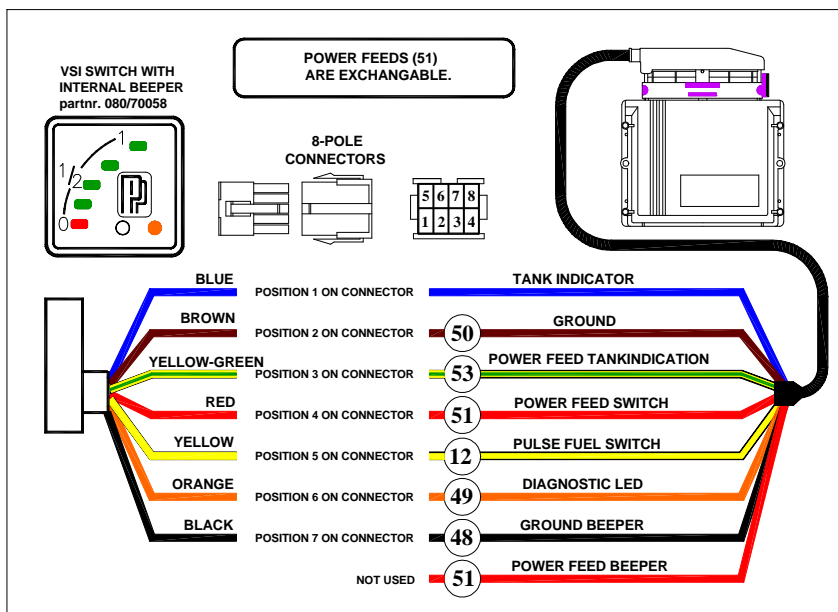 POWER FEEDS (51)
ARE EXCHANGABLE.
VSI SWITCH WITH
INTERNAL BEEPER
partnr. 080/70058
1
1/2
0
8-POLE
CONNECTORS
5 6 7 8
1 2 3 4
BLUE POSITION 1 ON CONNECTOR TANK INDICATOR
BROWN POSITION 2 ON CONNECTOR 50 GROUND
YELLOW-GREEN POSITION 3 ON CONNECTOR 53 POWER FEED TANKINDICATION
RED POSITION 4 ON CONNECTOR 51 POWER FEED SWITCH
YELLOW POSITION 5 ON CONNECTOR 12 PULSE FUEL SWITCH
ORANGE POSITION 6 ON CONNECTOR 49 DIAGNOSTIC LED
BLACK POSITION 7 ON CONNECTOR 48 GROUND BEEPER
NOT USED 51 POWER FEED BEEPER